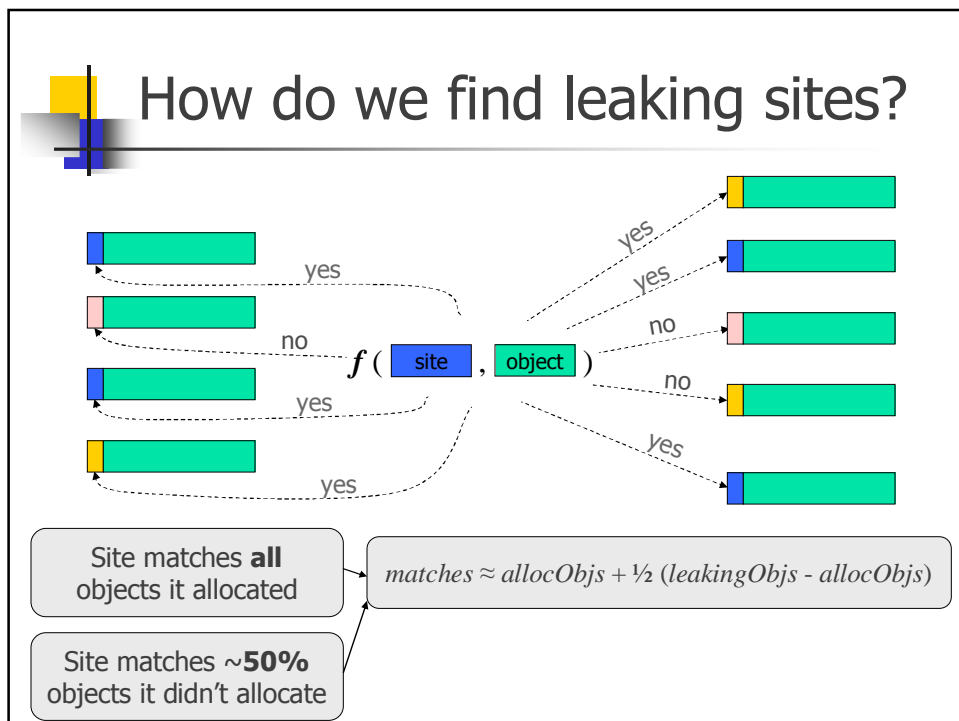 How do we find leaking sites?
yes
no
yes
yes
f ( site , object )
yes
yes
no
no
yes
Site matches all
objects it allocated
matches ≈ allocObjs + ½ (leakingObjs - allocObjs)
Site matches ~50%
objects it didn't allocate